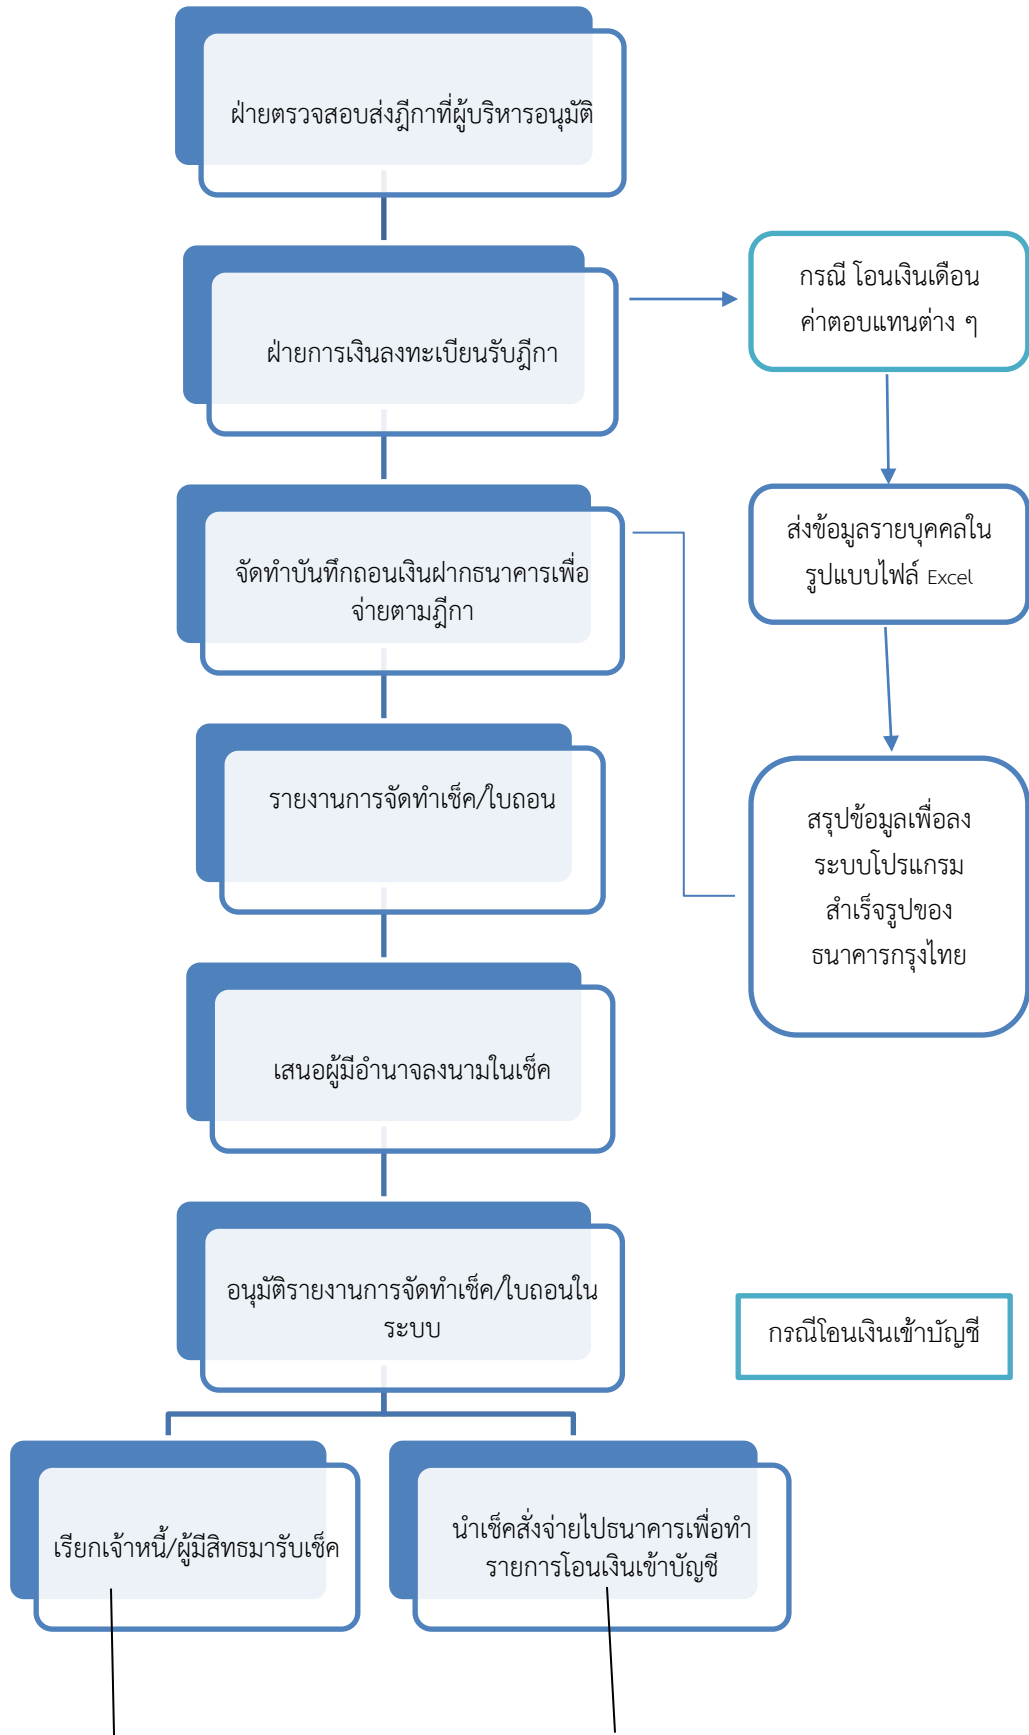 ฝ่ายตรวจสอบส่งฎีกาที่ผู้บริหารอนุมัติ
ฝ่ายการเงินลงทะเบียนรับฎีกา
กรณี โอนเงินเดือน
ค่าตอบแทนต่าง ๆ
จัดทำบันทึกถอนเงินฝากธนาคารเพื่อ
จ่ายตามฎีกา
ส่งข้อมูลรายบุคคลใน
รูปแบบไฟล์ Excel
รายงานการจัดทำเช็ค/ใบถอน
สรุปข้อมูลเพื่อลง
ระบบโปรแกรม
สำเร็จรูปของ
ธนาคารกรุงไทย
เสนอผู้มีอำนาจลงนามในเช็ค
อนุมัติรายงานการจัดทำเช็ค/ใบถอนใน
ระบบ
กรณีโอนเงินเข้าบัญชี
เรียกเจ้าหนี้/ผู้มีสิทธมารับเช็ค
นำเช็คสั่งจ่ายไปธนาคารเพื่อทำ
รายการโอนเงินเข้าบัญชี